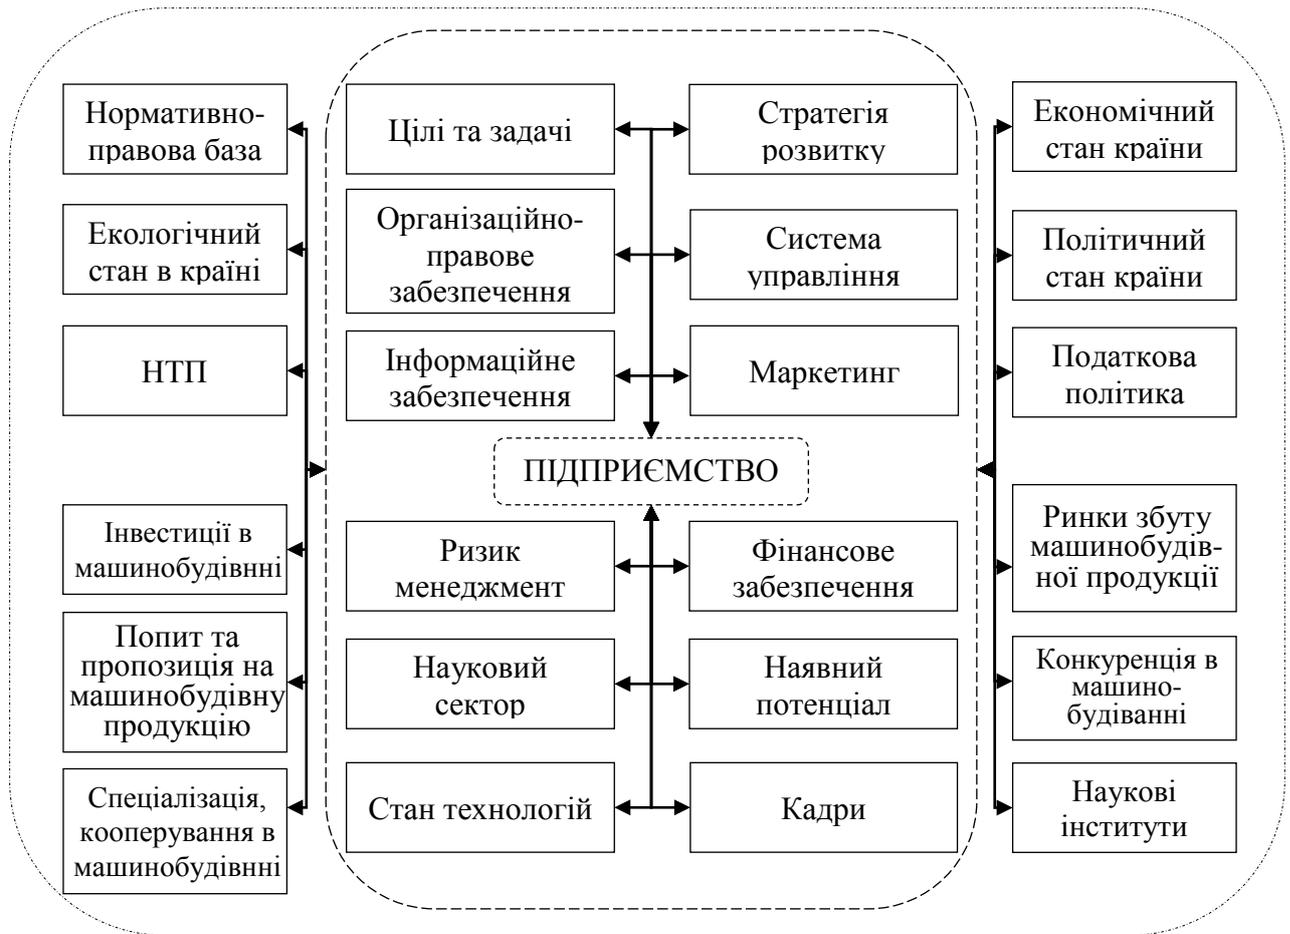 Нормативно-
правова база
Екологічний
стан в країні
НТП
Інвестиції в
машинобудівнні
Попит та
пропозиція на
машинобудівну
продукцію
Спеціалізація,
кооперування в
машинобудівнні
Цілі та задачі
Стратегія
розвитку
Організаційно-
правове
забезпечення
Система
управління
Інформаційне
забезпечення
Маркетинг
ПІДПРИЄМСТВО
Ризик
менеджмент
Фінансове
забезпечення
Науковий
сектор
Наявний
потенціал
Стан технологій
Кадри
Економічний
стан країни
Політичний
стан країни
Податкова
політика
Ринки збуту
машинобудів-
ної продукції
Конкуренція в
машино-
будіванні
Наукові
інститути